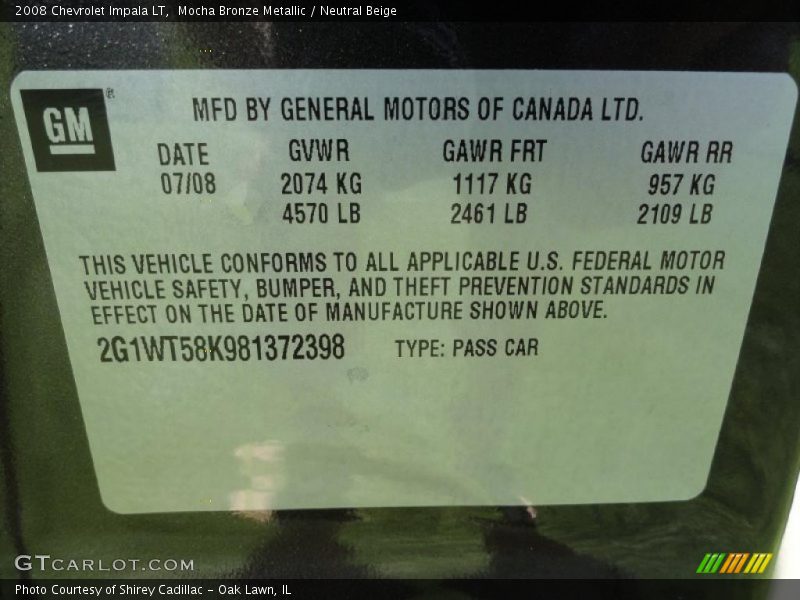 2008 Chevrolet Impala LT, Mocha Bronze Metallic / Neutral Beige
GM®
MFD BY GENERAL MOTORS OF CANADA LTD.
DATE GVWR GAWR FRT GAWR RR
07/08 2074 KG 1117 KG 957 KG
4570 LB 2461 LB 2109 LB
THIS VEHICLE CONFORMS TO ALL APPLICABLE U.S. FEDERAL MOTOR
VEHICLE SAFETY, BUMPER, AND THEFT PREVENTION STANDARDS IN
EFFECT ON THE DATE OF MANUFACTURE SHOWN ABOVE.
2G1WT58K981372398 TYPE: PASS CAR
GTCARLOT.COM
Photo Courtesy of Shirey Cadillac - Oak Lawn, IL